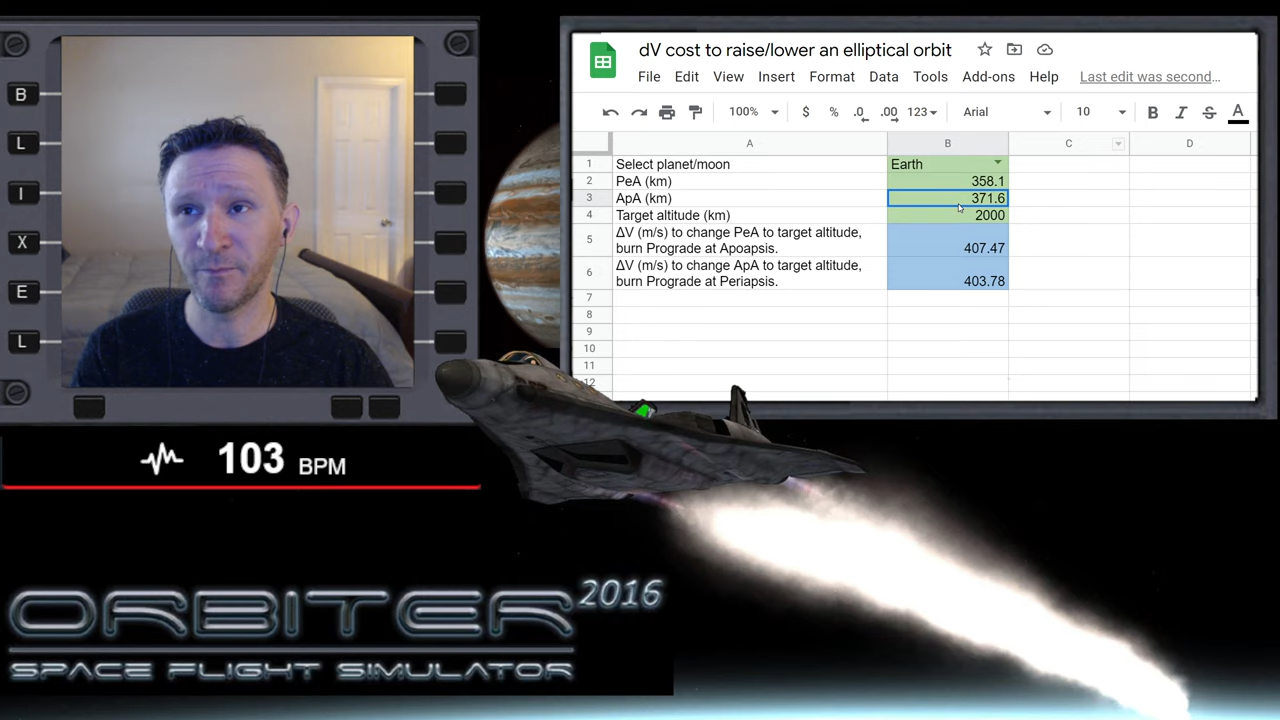 B
L
I
X
E
L
103 BPM
ORBITER 2016
SPACE FLIGHT SIMULATOR
dV cost to raise/lower an elliptical orbit
File Edit View Insert Format Data Tools Add-ons Help Last edit was second…
100% $ % .0 .00 123 Arial 10 B I S A
A B C D
1 Select planet/moon Earth
2 PeA (km) 358.1
3 ApA (km) 371.6
4 Target altitude (km) 2000
ΔV (m/s) to change PeA to target altitude,
5 burn Prograde at Apoapsis. 407.47
ΔV (m/s) to change ApA to target altitude,
6 burn Prograde at Periapsis. 403.78
7
8
9
10
11
12